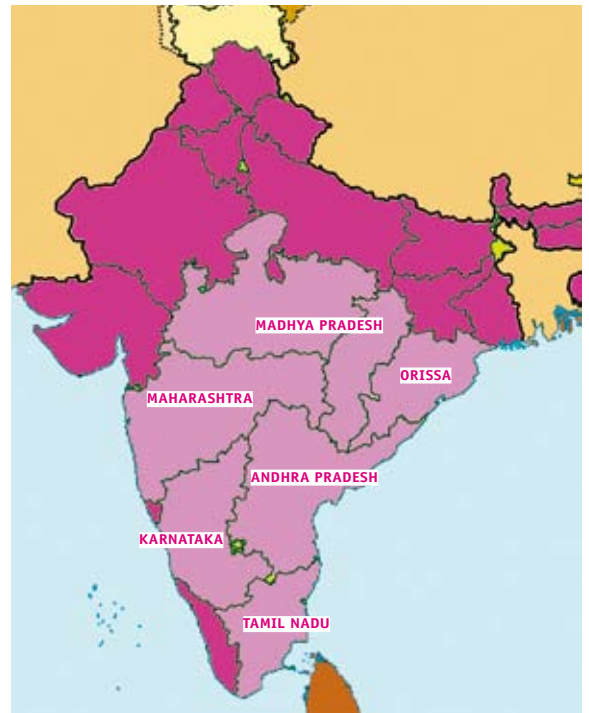 MADHYA PRADESH
ORISSA
MAHARASHTRA
ANDHRA PRADESH
KARNATAKA
TAMIL NADU